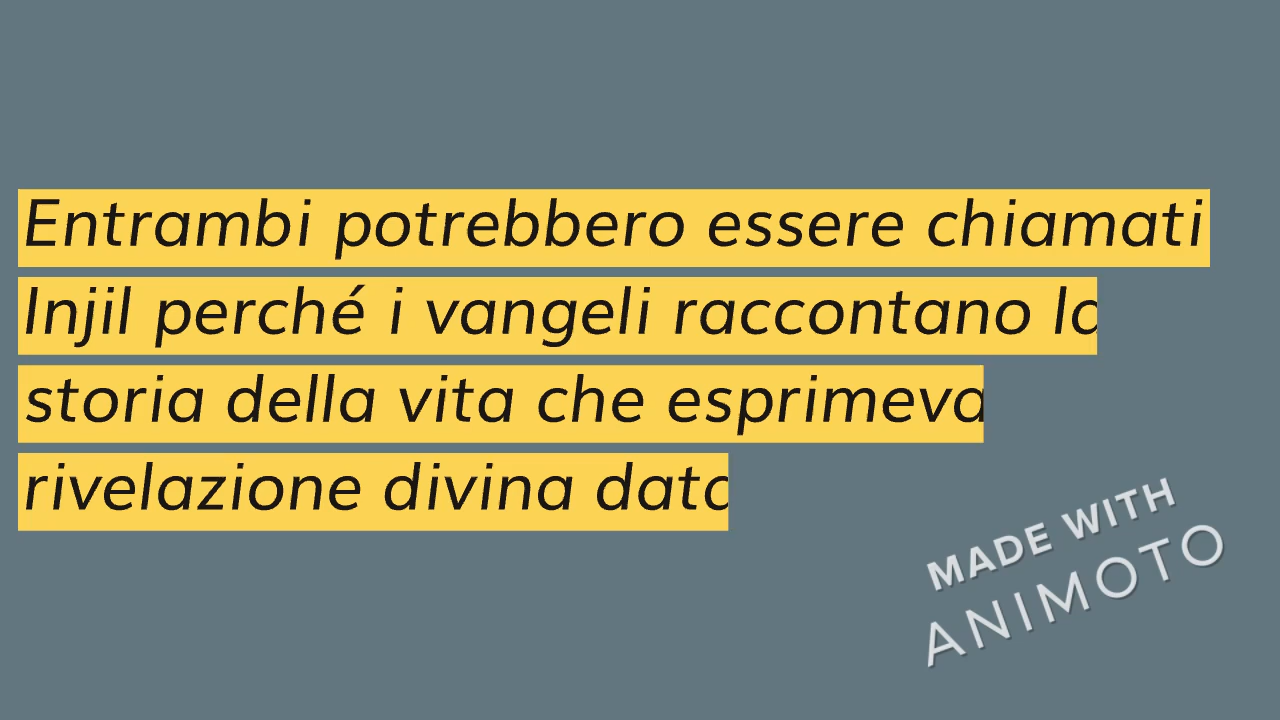 Entrambi potrebbero essere chiamati
Injil perché i vangeli raccontano la
storia della vita che esprimeva
rivelazione divina data
MADE WITH
ANIMOTO